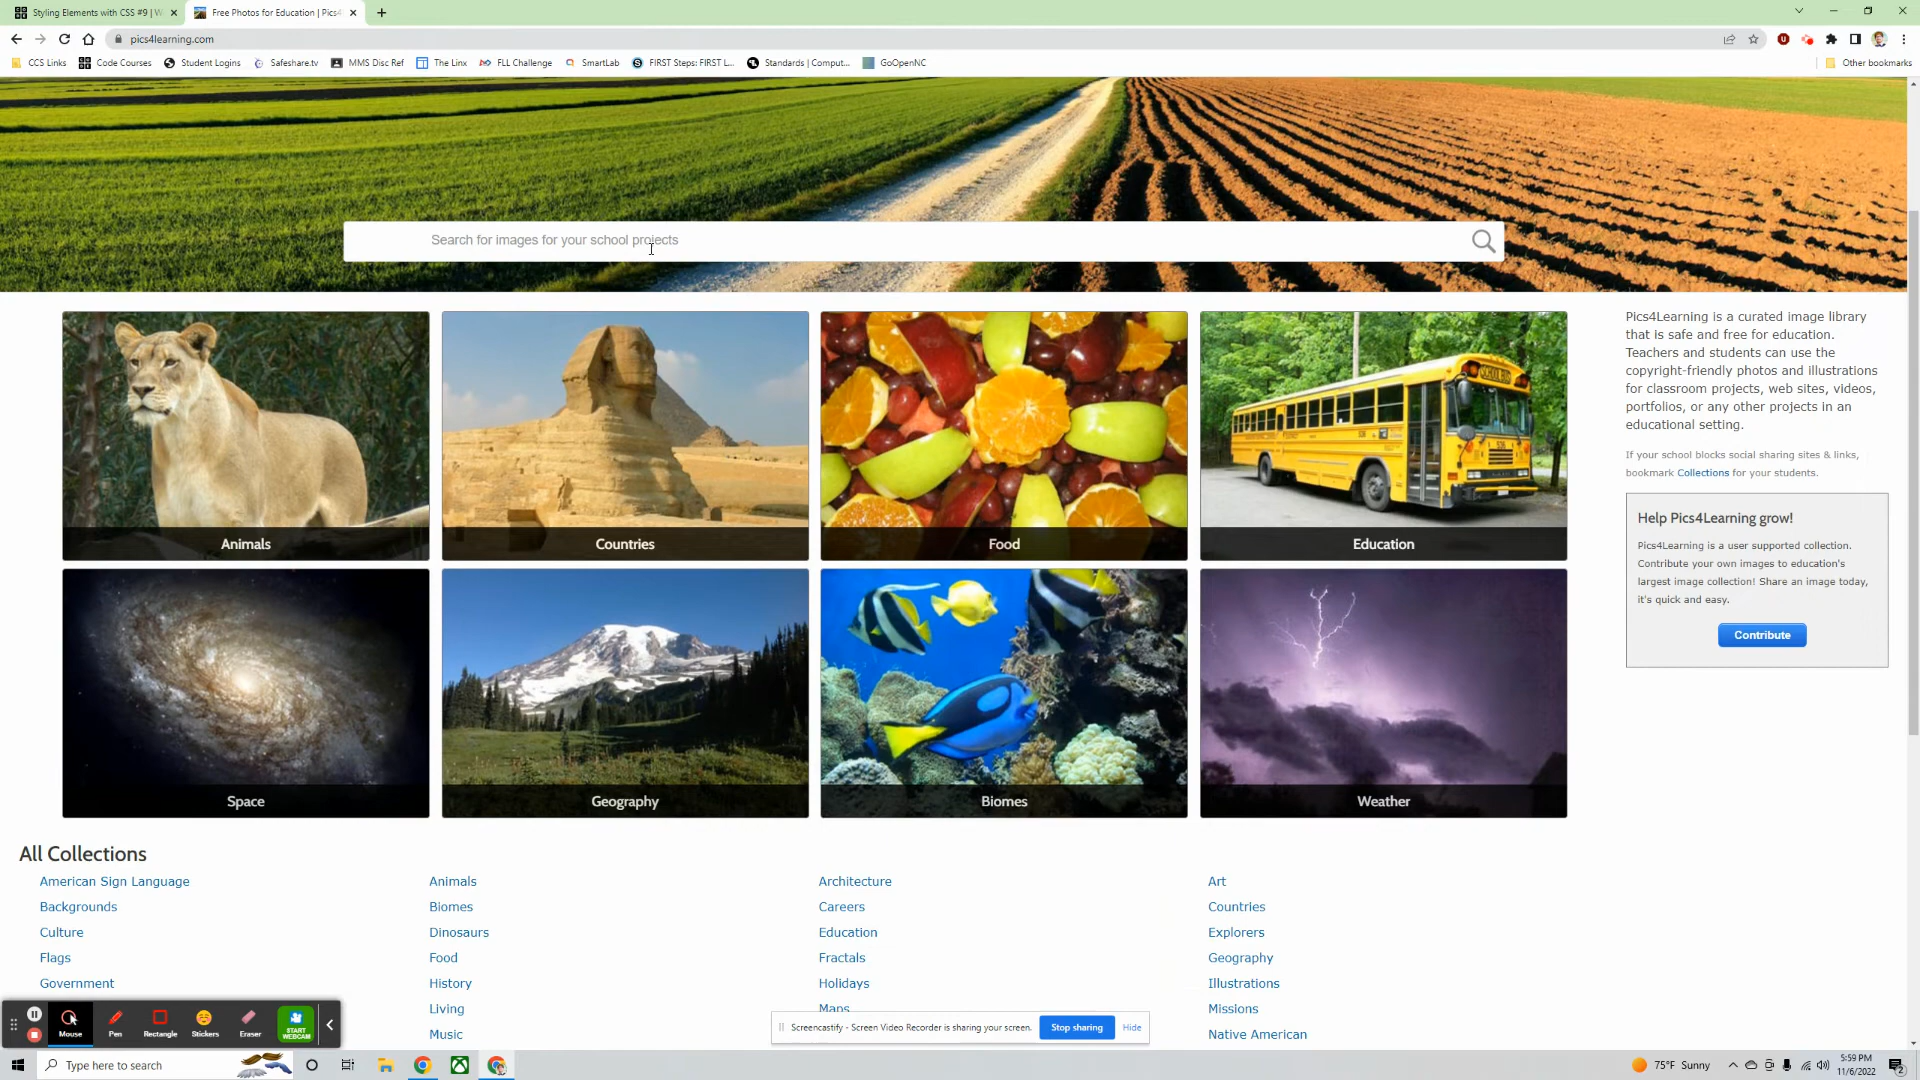 Styling Elements with CSS #9 | W
Free Photos for Education | Pics4
pics4learning.com
CCS Links
Code Courses
Student Logins
Safeshare.tv
MMS Disc Ref
The Linx
FLL Challenge
SmartLab
FIRST Steps: FIRST L...
Standards | Comput...
GoOpenNC
Other bookmarks
Search for images for your school projects
SCHOOL BUS
Animals
Countries
Food
Education
Space
Geography
Biomes
Weather
Pics4Learning is a curated image library
that is safe and free for education.
Teachers and students can use the
copyright-friendly photos and illustrations
for classroom projects, web sites, videos,
portfolios, or any other projects in an
educational setting.
If your school blocks social sharing sites & links,
bookmark Collections for your students.
Help Pics4Learning grow!
Pics4Learning is a user supported collection.
Contribute your own images to education's
largest image collection! Share an image today,
it's quick and easy.
Contribute
All Collections
American Sign Language
Animals
Architecture
Art
Backgrounds
Biomes
Careers
Countries
Culture
Dinosaurs
Education
Explorers
Flags
Food
Fractals
Geography
Government
History
Holidays
Illustrations
Living
Maps
Missions
Music
Native American
Mouse
Pen
Rectangle
Stickers
Eraser
START
WEBCAM
Screencastify - Screen Video Recorder is sharing your screen.
Stop sharing
Hide
Type here to search
75°F Sunny
5:59 PM
11/6/2022
2